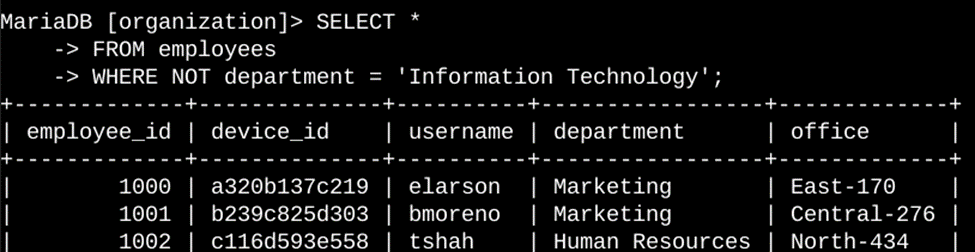 MariaDB [organization]> SELECT *
    -> FROM employees
    -> WHERE NOT department = 'Information Technology';
+-------------+--------------+----------+-----------------+-------------+
| employee_id | device_id    | username | department      | office      |
+-------------+--------------+----------+-----------------+-------------+
|        1000 | a320b137c219 | elarson  | Marketing       | East-170    |
|        1001 | b239c825d303 | bmoreno  | Marketing       | Central-276 |
|        1002 | c116d593e558 | tshah    | Human Resources | North-434   |